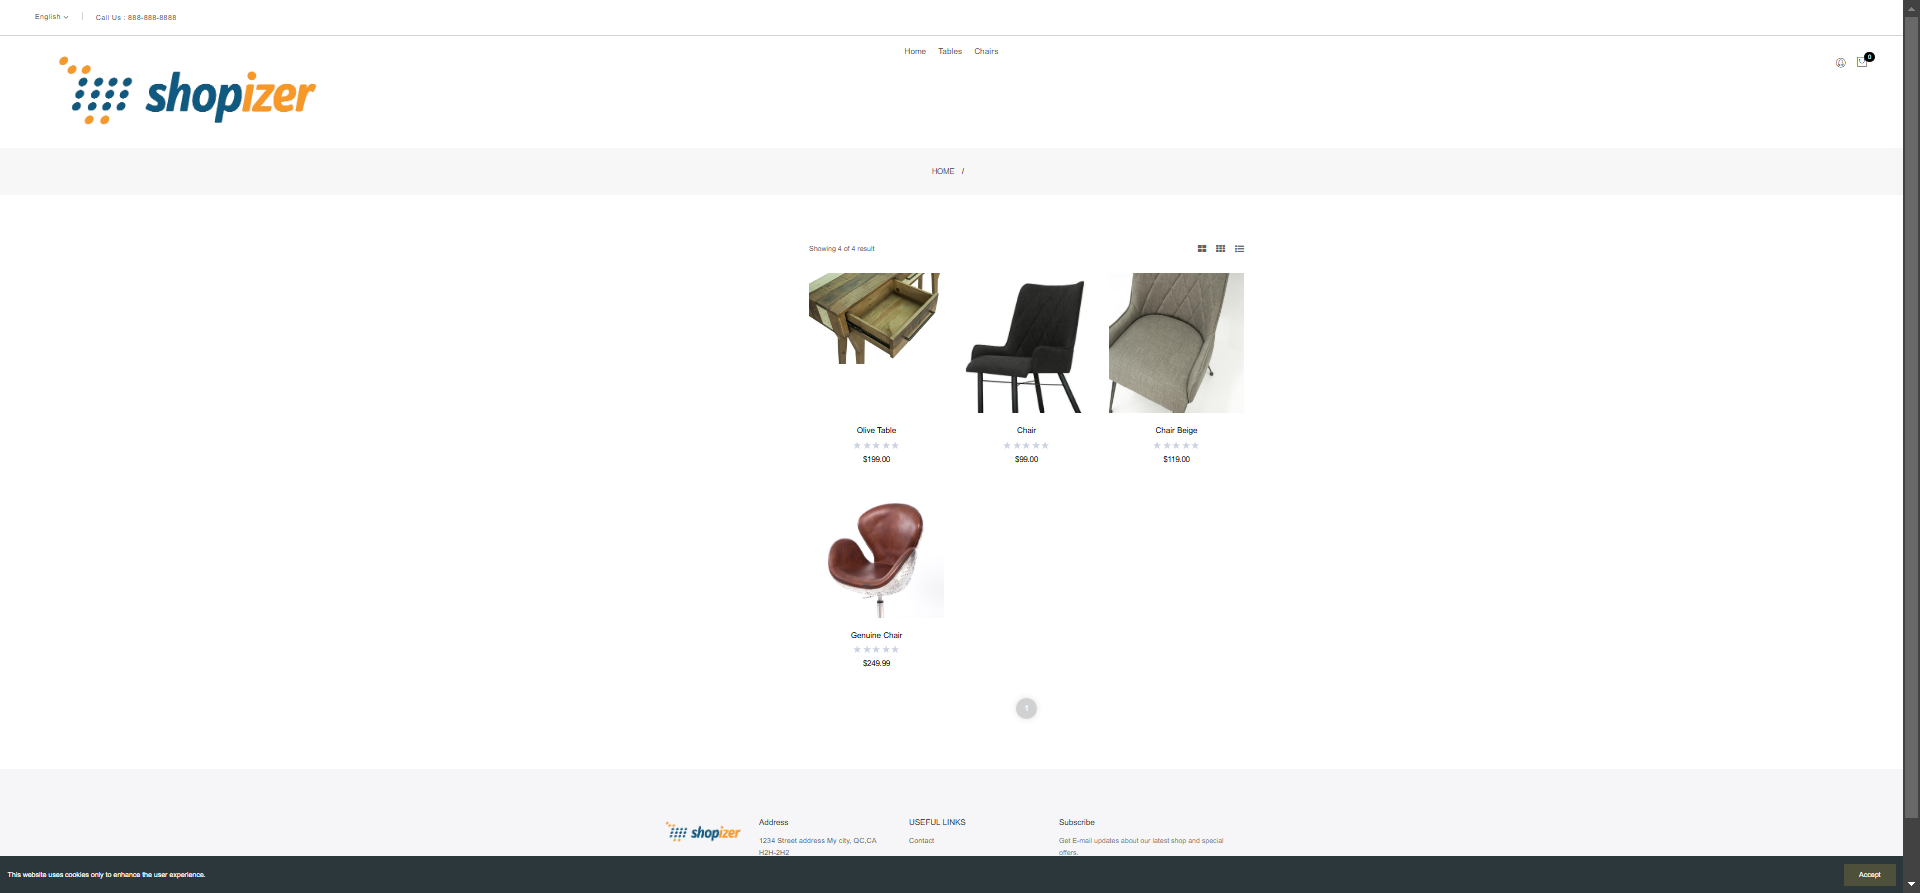 English
Call Us : 888-888-8888
Home Tables Chairs
0
shopizer
HOME /
Showing 4 of 4 result
Olive Table
$199.00
Chair
$99.00
Chair Beige
$119.00
Genuine Chair
$249.99
1
shopizer
Address
1234 Street address My city, QC,CA
H2H-2H2
USEFUL LINKS
Contact
Subscribe
Get E-mail updates about our latest shop and special
offers.
This website uses cookies only to enhance the user experience.
Accept